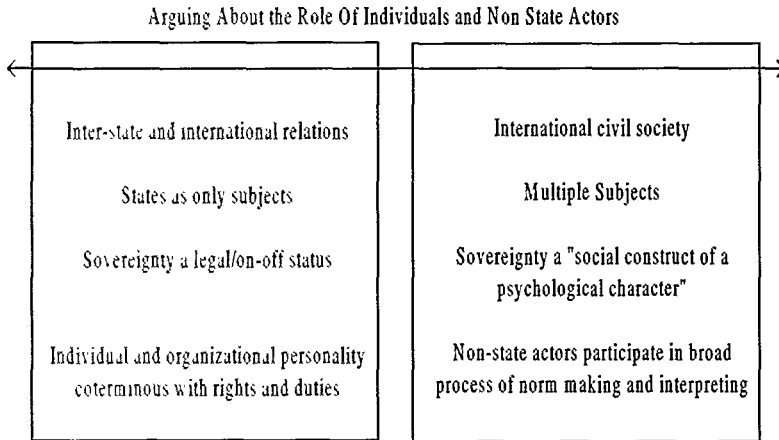 Arguing About the Role Of Individuals and Non State Actors
Inter-state and international relations
States as only subjects
Sovereignty a legal/on-off status
Individual and organizational personality
coterminous with rights and duties
International civil society
Multiple Subjects
Sovereignty a "social construct of a
psychological character"
Non-state actors participate in broad
process of norm making and interpreting